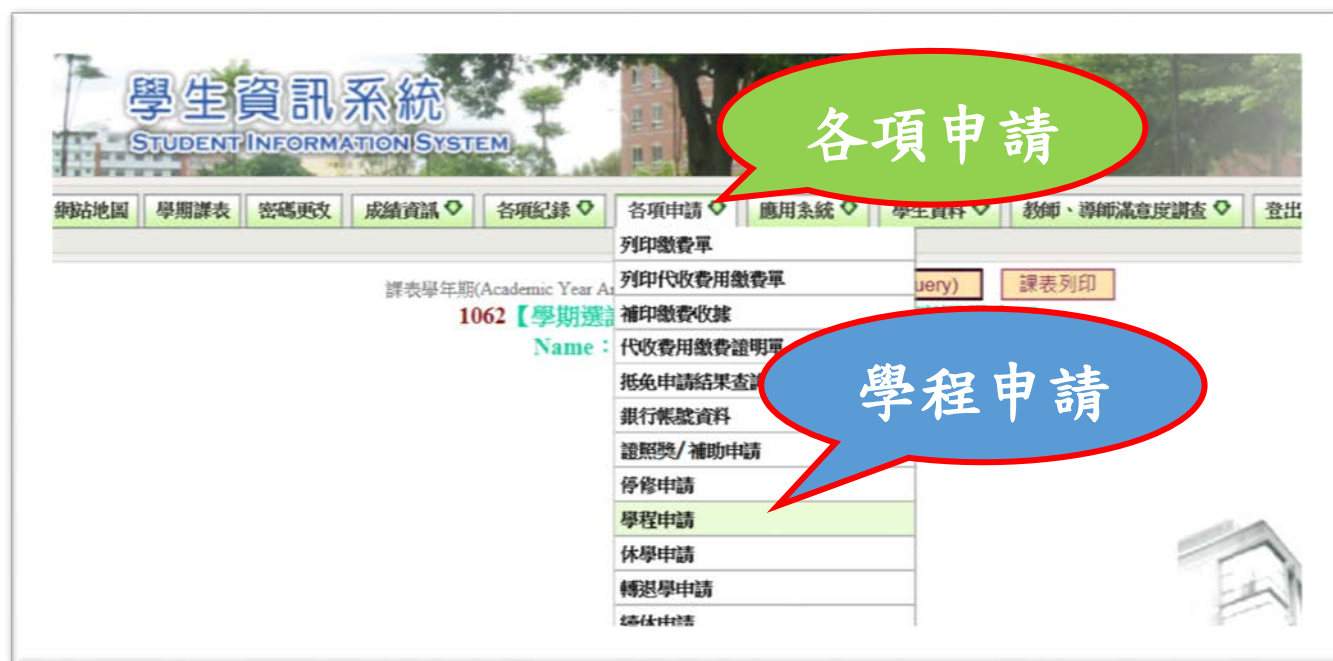 學生資訊系統
STUDENT INFORMATION SYSTEM
各項申請
網站地圖 學期課表 密碼更改 成績資訊 各項紀錄 各項申請 應用系統 學生資料 教師、導師滿意度調查 登出
列印繳費單
課表學年期(Academic Year 列印代收費用繳費單 課表列印
1062【學期選 補印繳費收據
Name： 代收費用繳費證明單
學程申請
抵免申請結果查
銀行帳號資料
證照獎/補助申請
停修申請
學程申請
休學申請
轉退學申請
續休申請